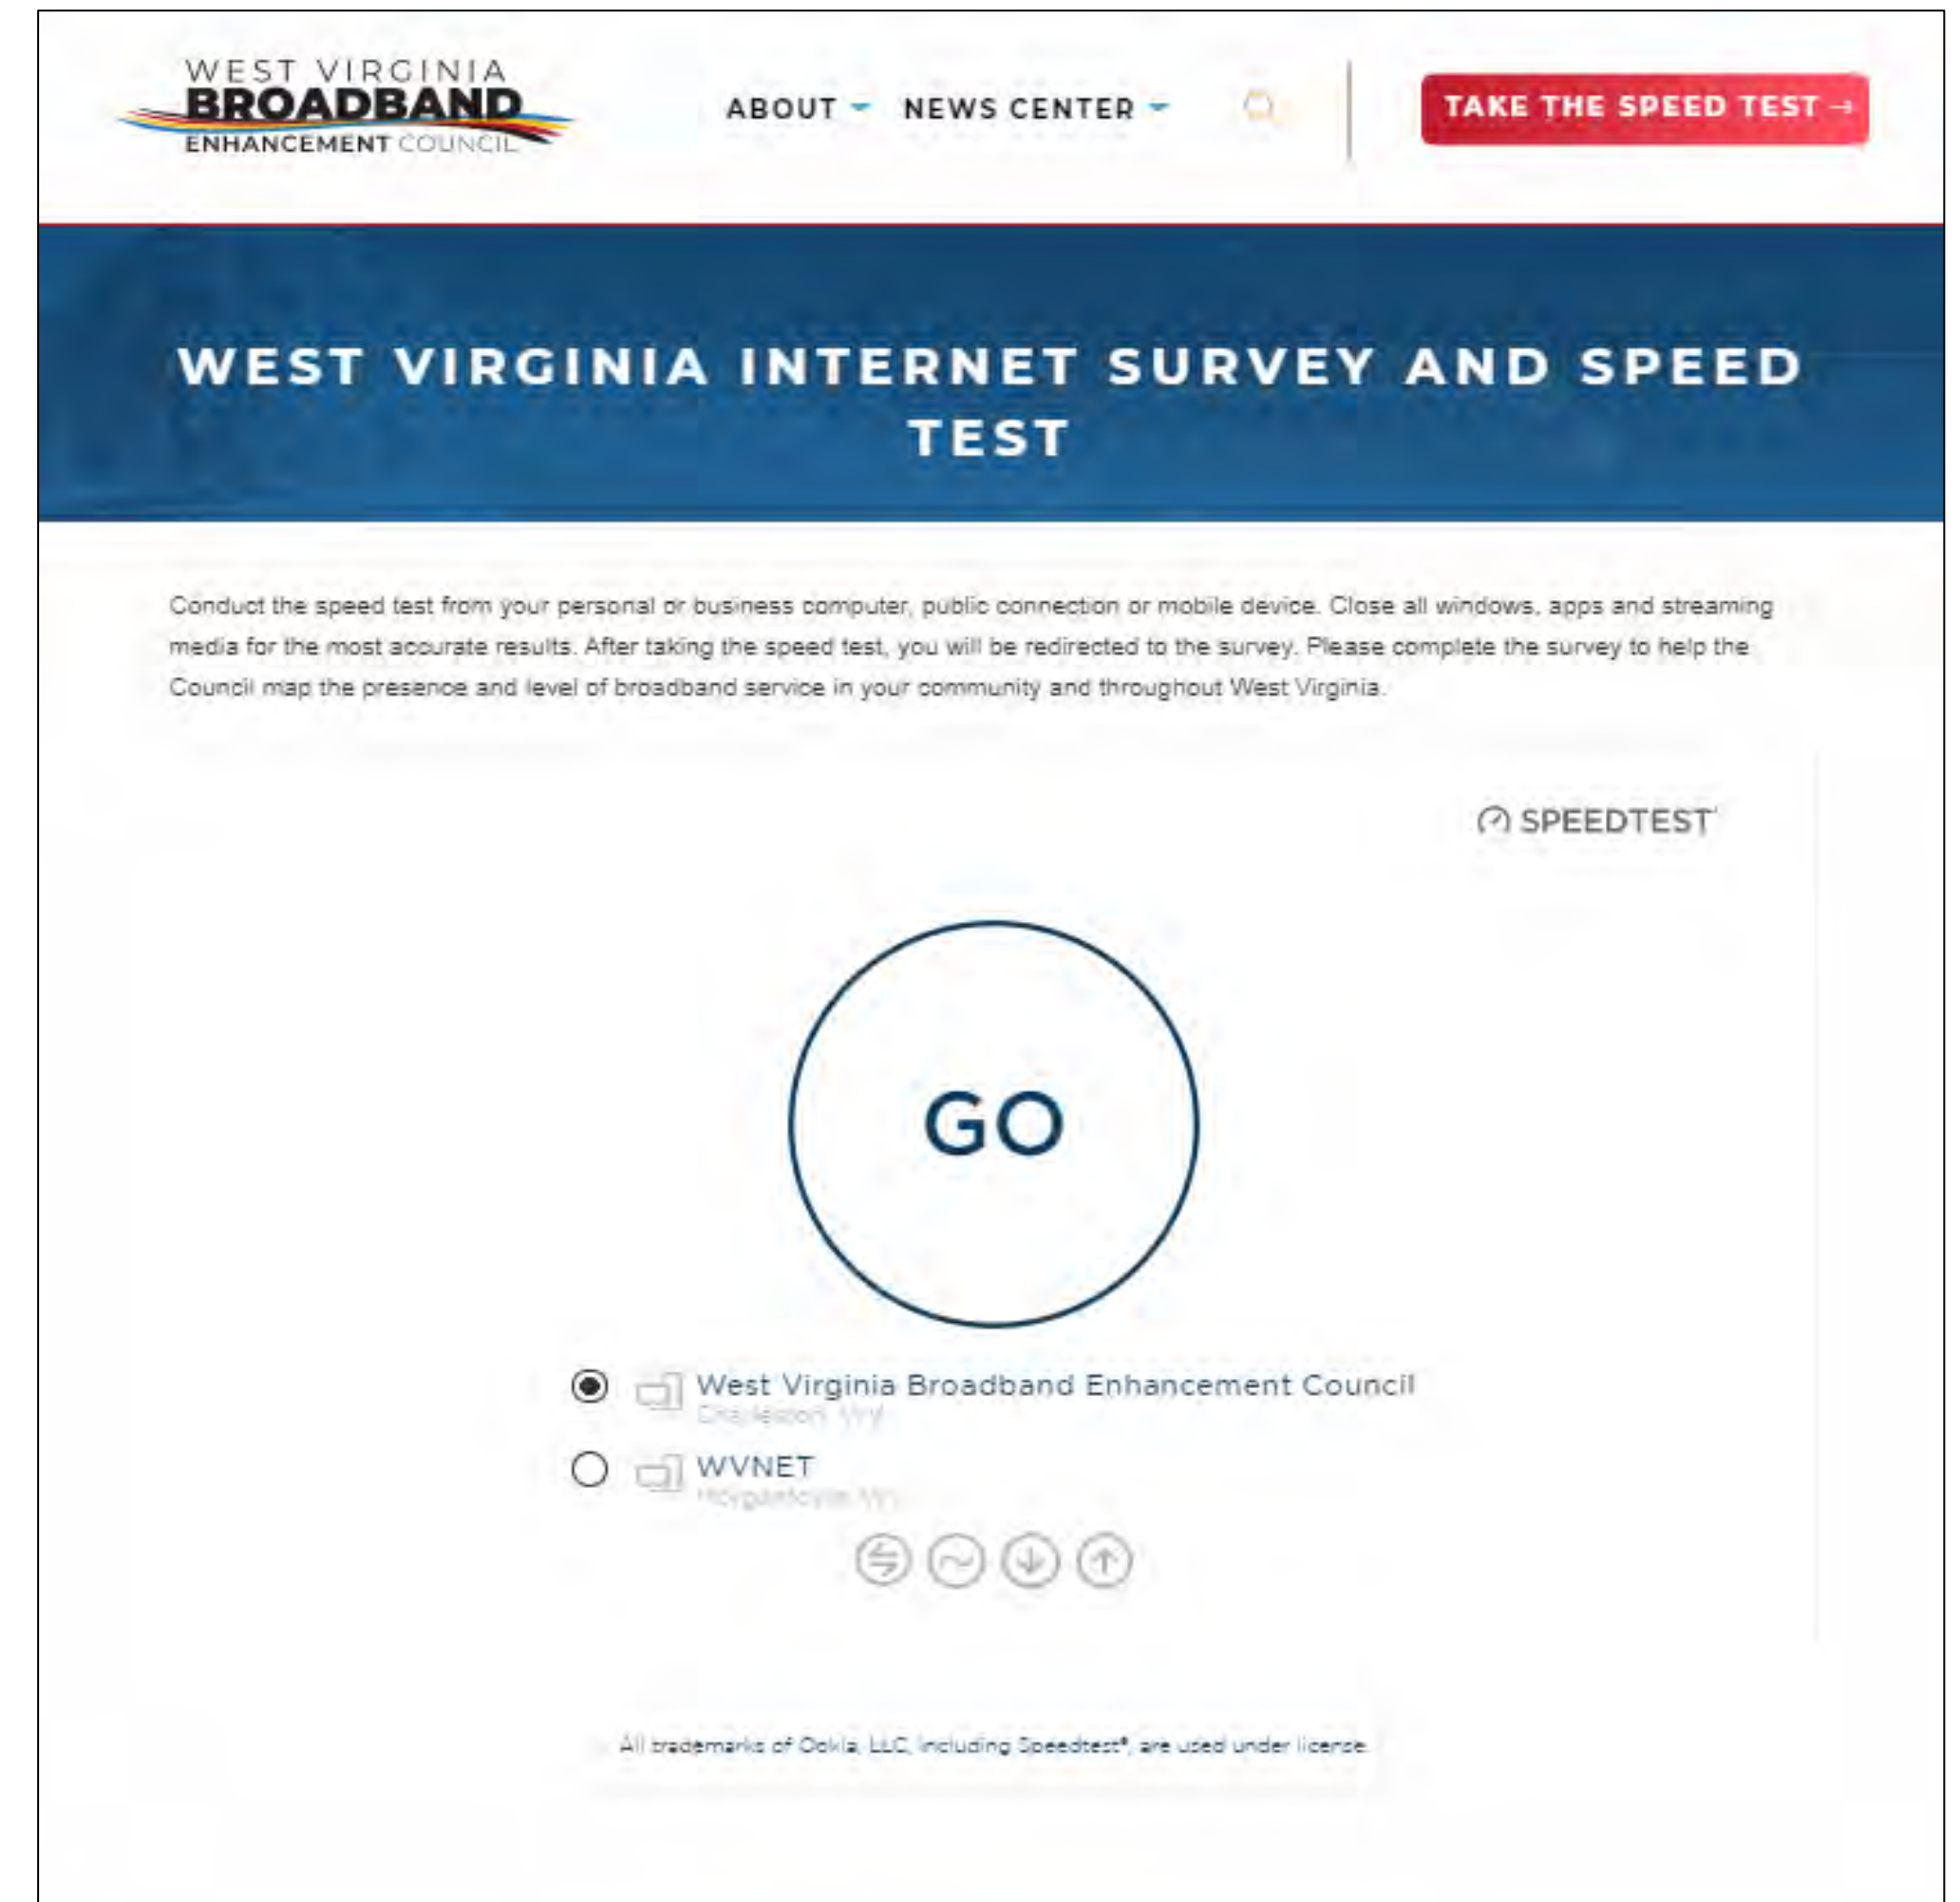 WEST VIRGINIA
BROADBAND
ENHANCEMENT COUNCIL
ABOUT NEWS CENTER
TAKE THE SPEED TEST →
WEST VIRGINIA INTERNET SURVEY AND SPEED
TEST
Conduct the speed test from your personal or business computer, public connection or mobile device. Close all windows, apps and streaming
media for the most accurate results. After taking the speed test, you will be redirected to the survey. Please complete the survey to help the
Council map the presence and level of broadband service in your community and throughout West Virginia.
SPEEDTEST
GO
West Virginia Broadband Enhancement Council
Charleston, WV
WVNET
Morgantown, WV
All trademarks of Ookla, LLC, including Speedtest®, are used under license.